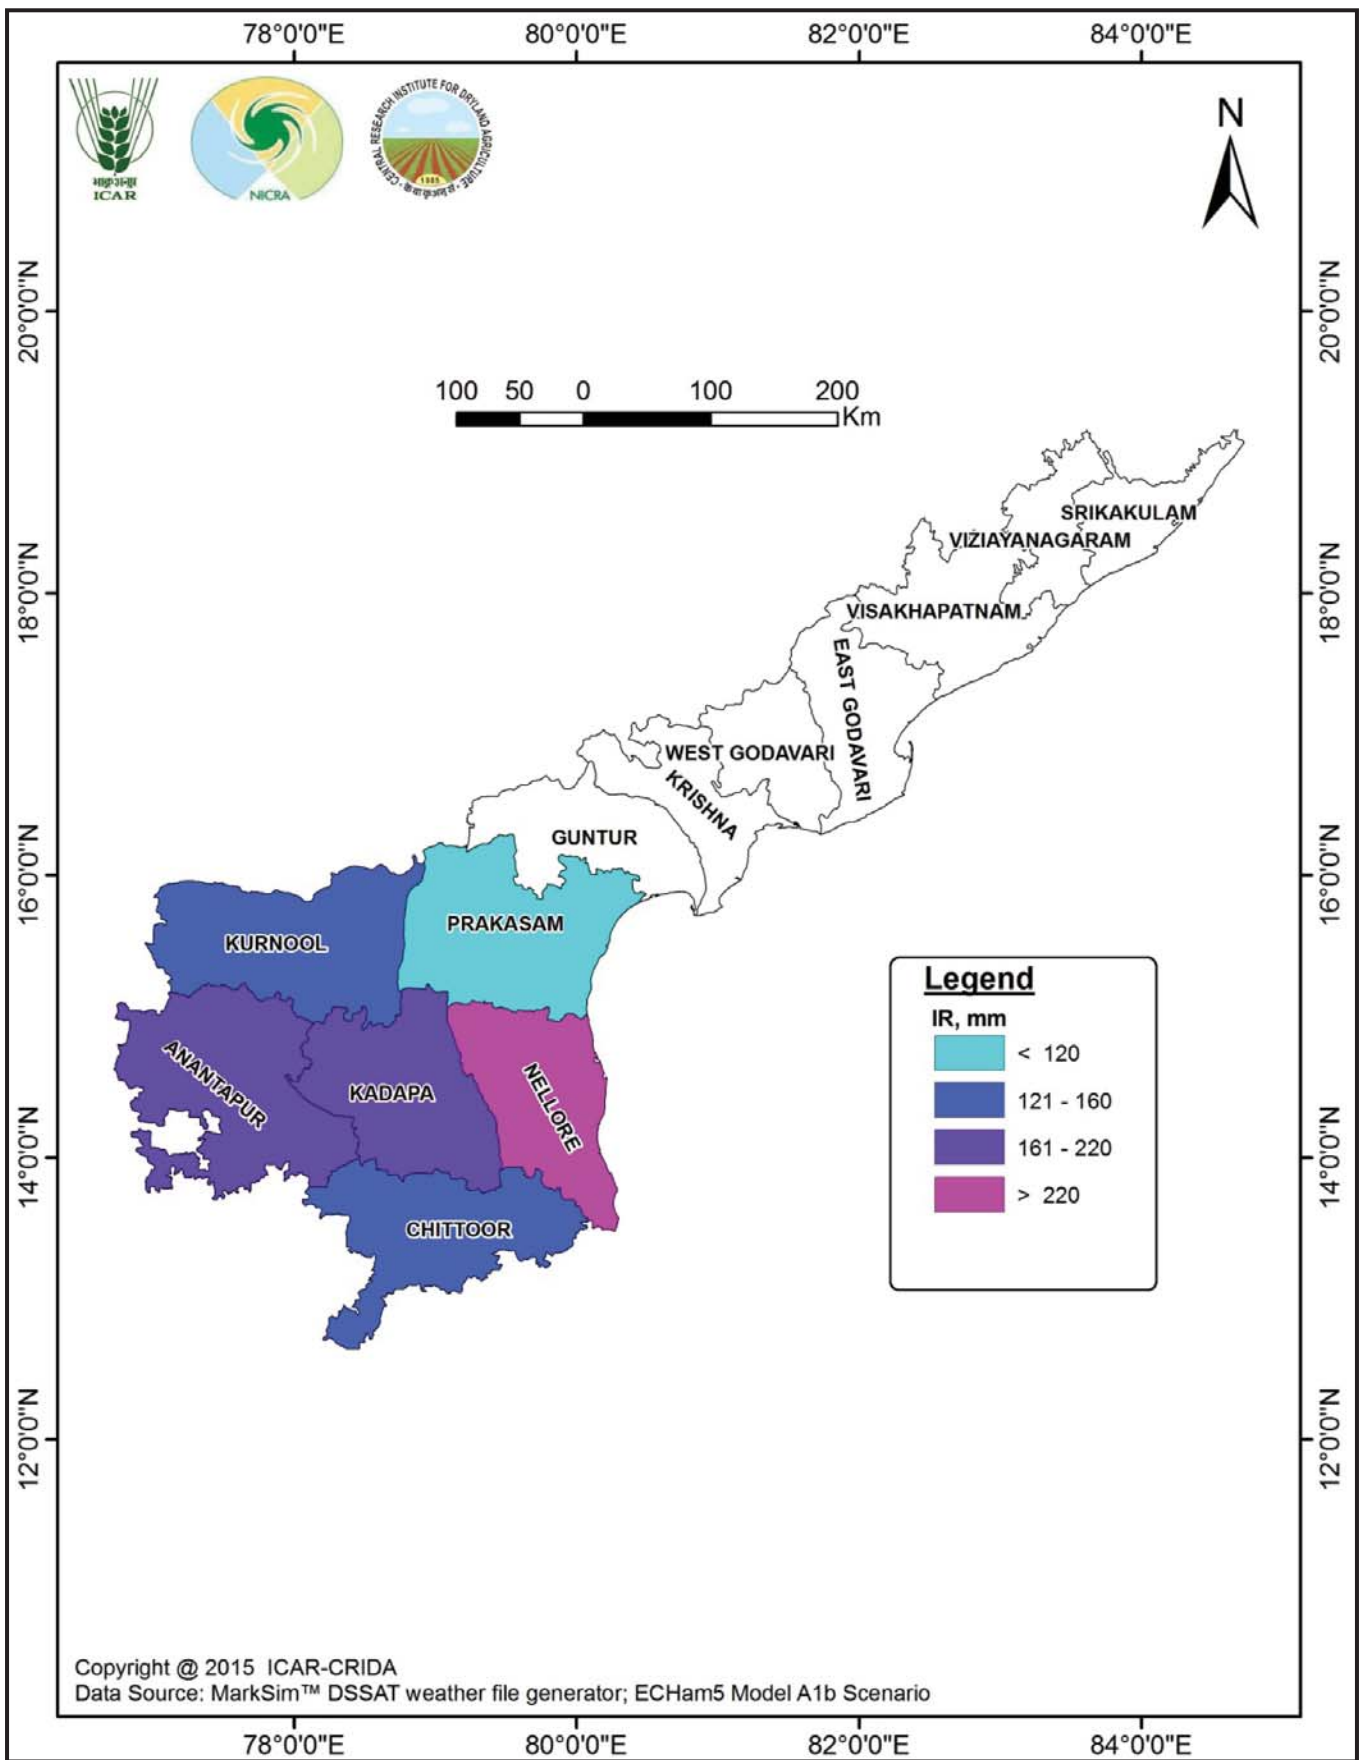 78°0'0"E 80°0'0"E 82°0'0"E 84°0'0"E
भाकृअनुप
ICAR
NICRA
CENTRAL RESEARCH INSTITUTE FOR DRYLAND AGRICULTURE
1985
N
20°0'0"N
20°0'0"N
100 50 0 100 200
Km
SRIKAKULAM
VIZIAYANAGARAM
18°0'0"N
18°0'0"N
VISAKHAPATNAM
EAST GODAVARI
WEST GODAVARI
KRISHNA
GUNTUR
16°0'0"N
16°0'0"N
PRAKASAM
KURNOOL
ANANTAPUR
KADAPA
NELLORE
14°0'0"N
14°0'0"N
CHITTOOR
Legend
IR, mm
< 120
121 - 160
161 - 220
> 220
12°0'0"N
12°0'0"N
Copyright @ 2015 ICAR-CRIDA
Data Source: MarkSim™ DSSAT weather file generator; ECHam5 Model A1b Scenario
78°0'0"E 80°0'0"E 82°0'0"E 84°0'0"E